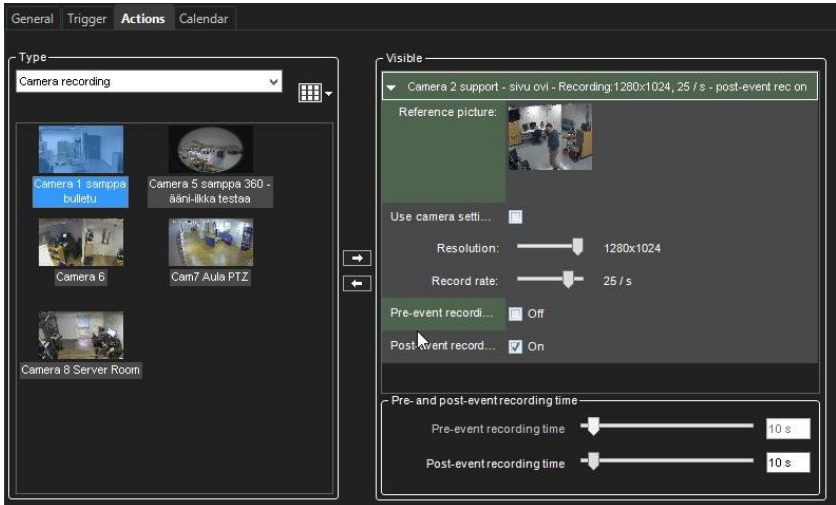 General Trigger Actions Calendar
Type
Camera recording
Camera 1 samppa
bulletu
Camera 5 samppa 360 -
ääni-ilkka testaa
Camera 6
Cam7 Aula PTZ
Camera 8 Server Room
Visible
Camera 2 support - sivu ovi - Recording:1280x1024, 25 / s - post-event rec on
Reference picture:
Use camera setti...
Resolution: 1280x1024
Record rate: 25 / s
Pre-event recordi... Off
Post-event record... On
Pre- and post-event recording time
Pre-event recording time 10 s
Post-event recording time 10 s